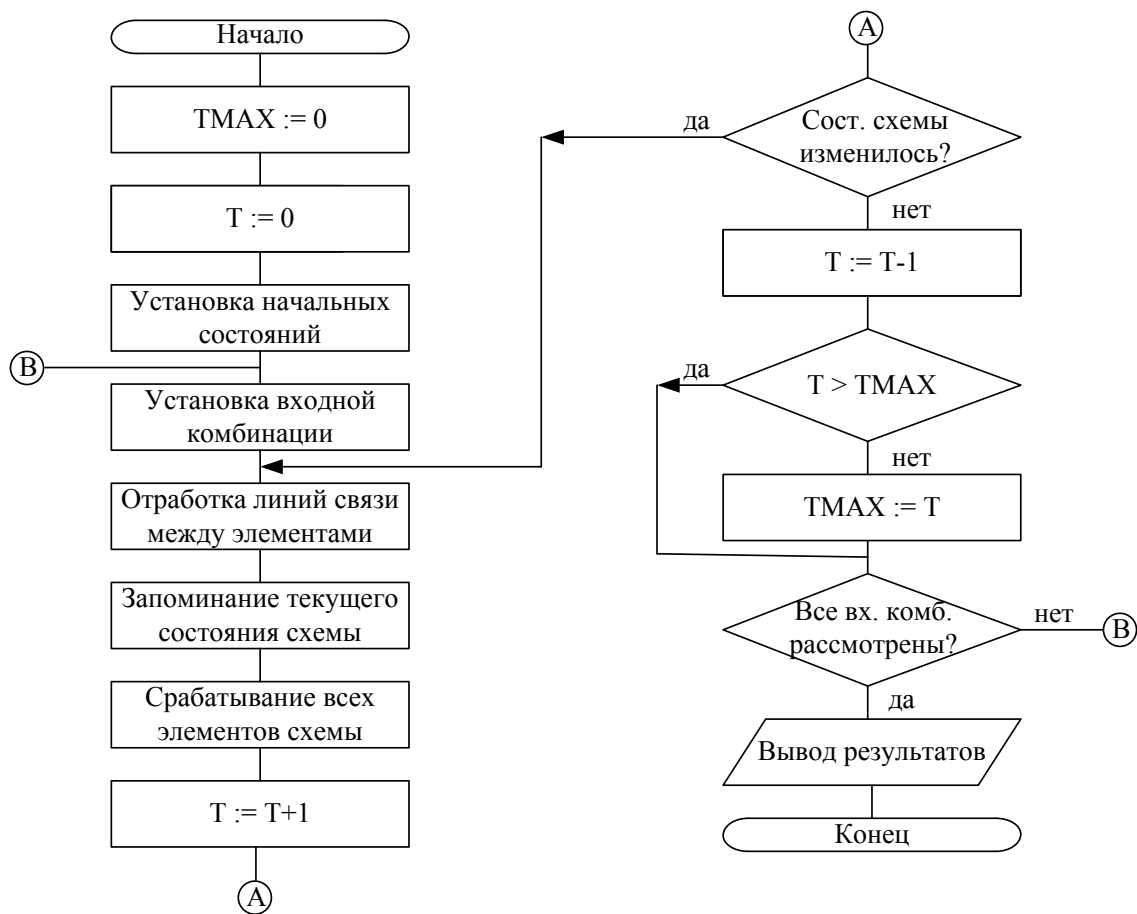 Начало
TMAX := 0
T := 0
Установка начальных
состояний
B
Установка входной
комбинации
Отработка линий связи
между элементами
Запоминание текущего
состояния схемы
Срабатывание всех
элементов схемы
T := T+1
A
A
Сост. схемы
изменилось?
да
нет
T := T-1
T > TMAX
да
нет
TMAX := T
Все вх. комб.
рассмотрены?
нет
B
да
Вывод результатов
Конец